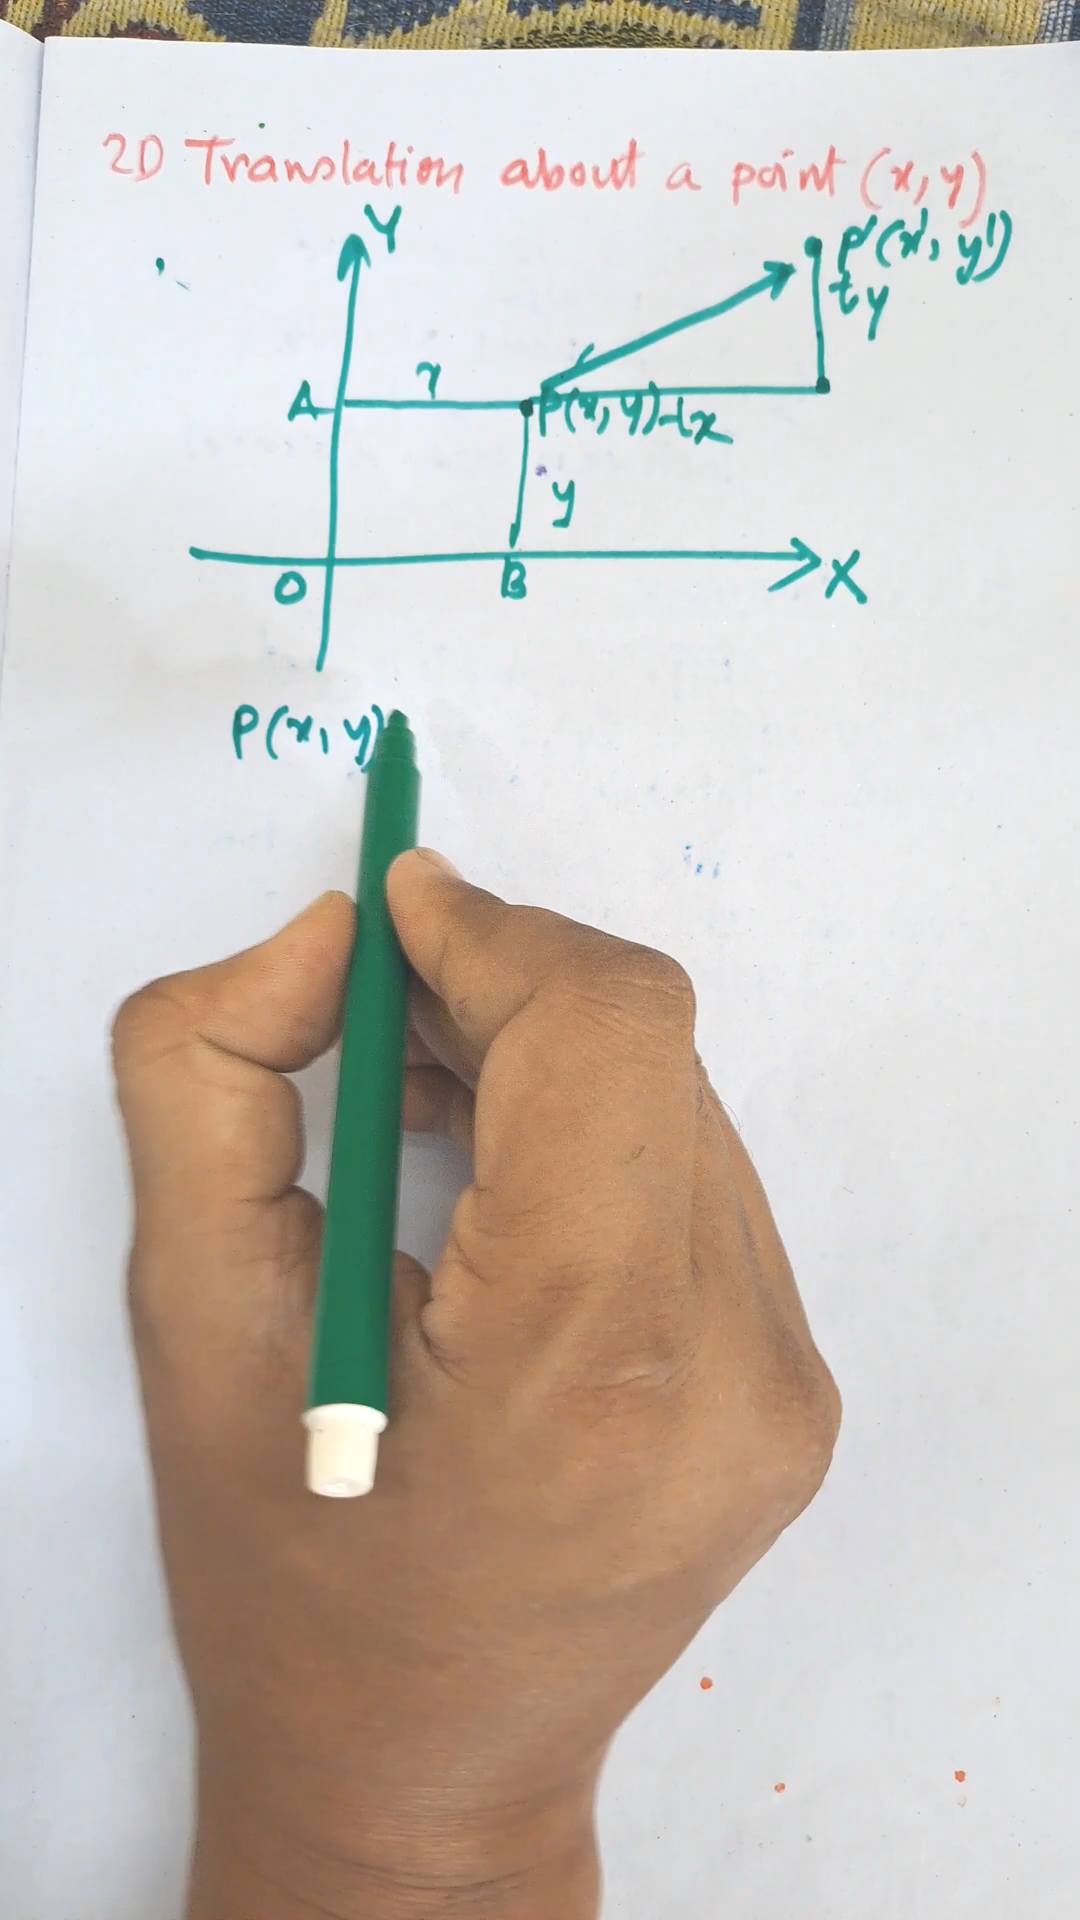 2D Translation about a point (x, y)
Y
P'(x', y')
ty
x
A
P(x, y) tx
y
O
B
X
P(x, y)